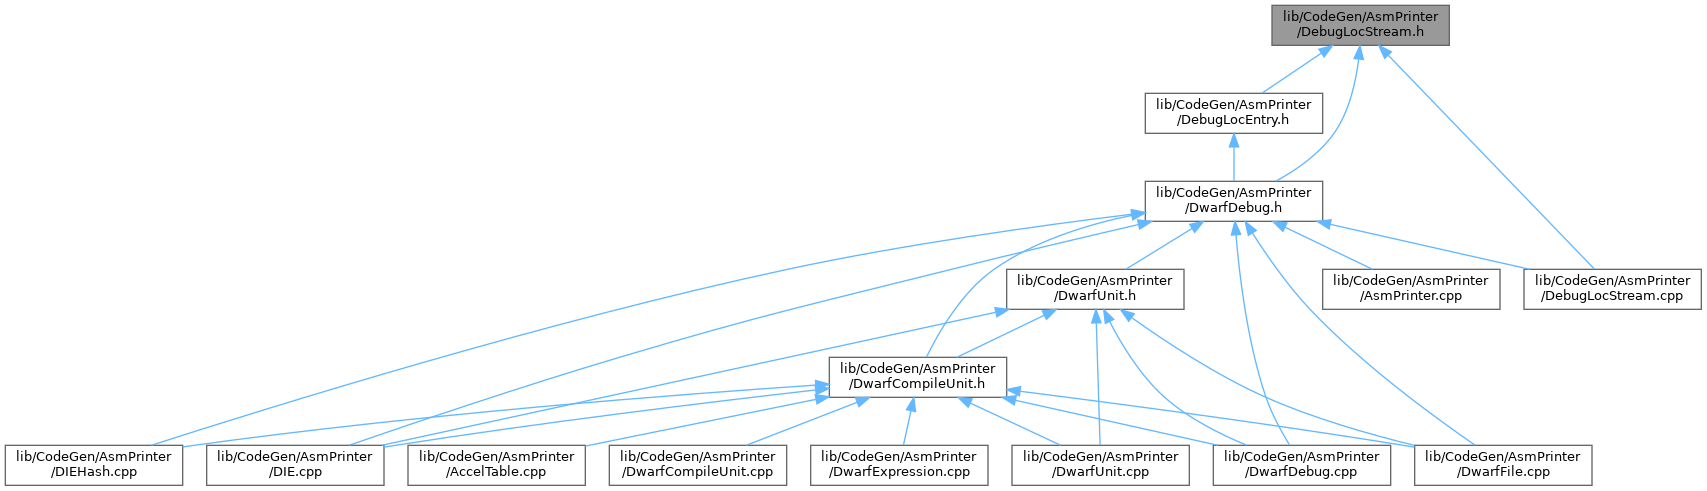 lib/CodeGen/AsmPrinter
/DebugLocStream.h
lib/CodeGen/AsmPrinter
/DebugLocEntry.h
lib/CodeGen/AsmPrinter
/DwarfDebug.h
lib/CodeGen/AsmPrinter
/DwarfUnit.h
lib/CodeGen/AsmPrinter
/AsmPrinter.cpp
lib/CodeGen/AsmPrinter
/DebugLocStream.cpp
lib/CodeGen/AsmPrinter
/DwarfCompileUnit.h
lib/CodeGen/AsmPrinter
/DIEHash.cpp
lib/CodeGen/AsmPrinter
/DIE.cpp
lib/CodeGen/AsmPrinter
/AccelTable.cpp
lib/CodeGen/AsmPrinter
/DwarfCompileUnit.cpp
lib/CodeGen/AsmPrinter
/DwarfExpression.cpp
lib/CodeGen/AsmPrinter
/DwarfUnit.cpp
lib/CodeGen/AsmPrinter
/DwarfDebug.cpp
lib/CodeGen/AsmPrinter
/DwarfFile.cpp